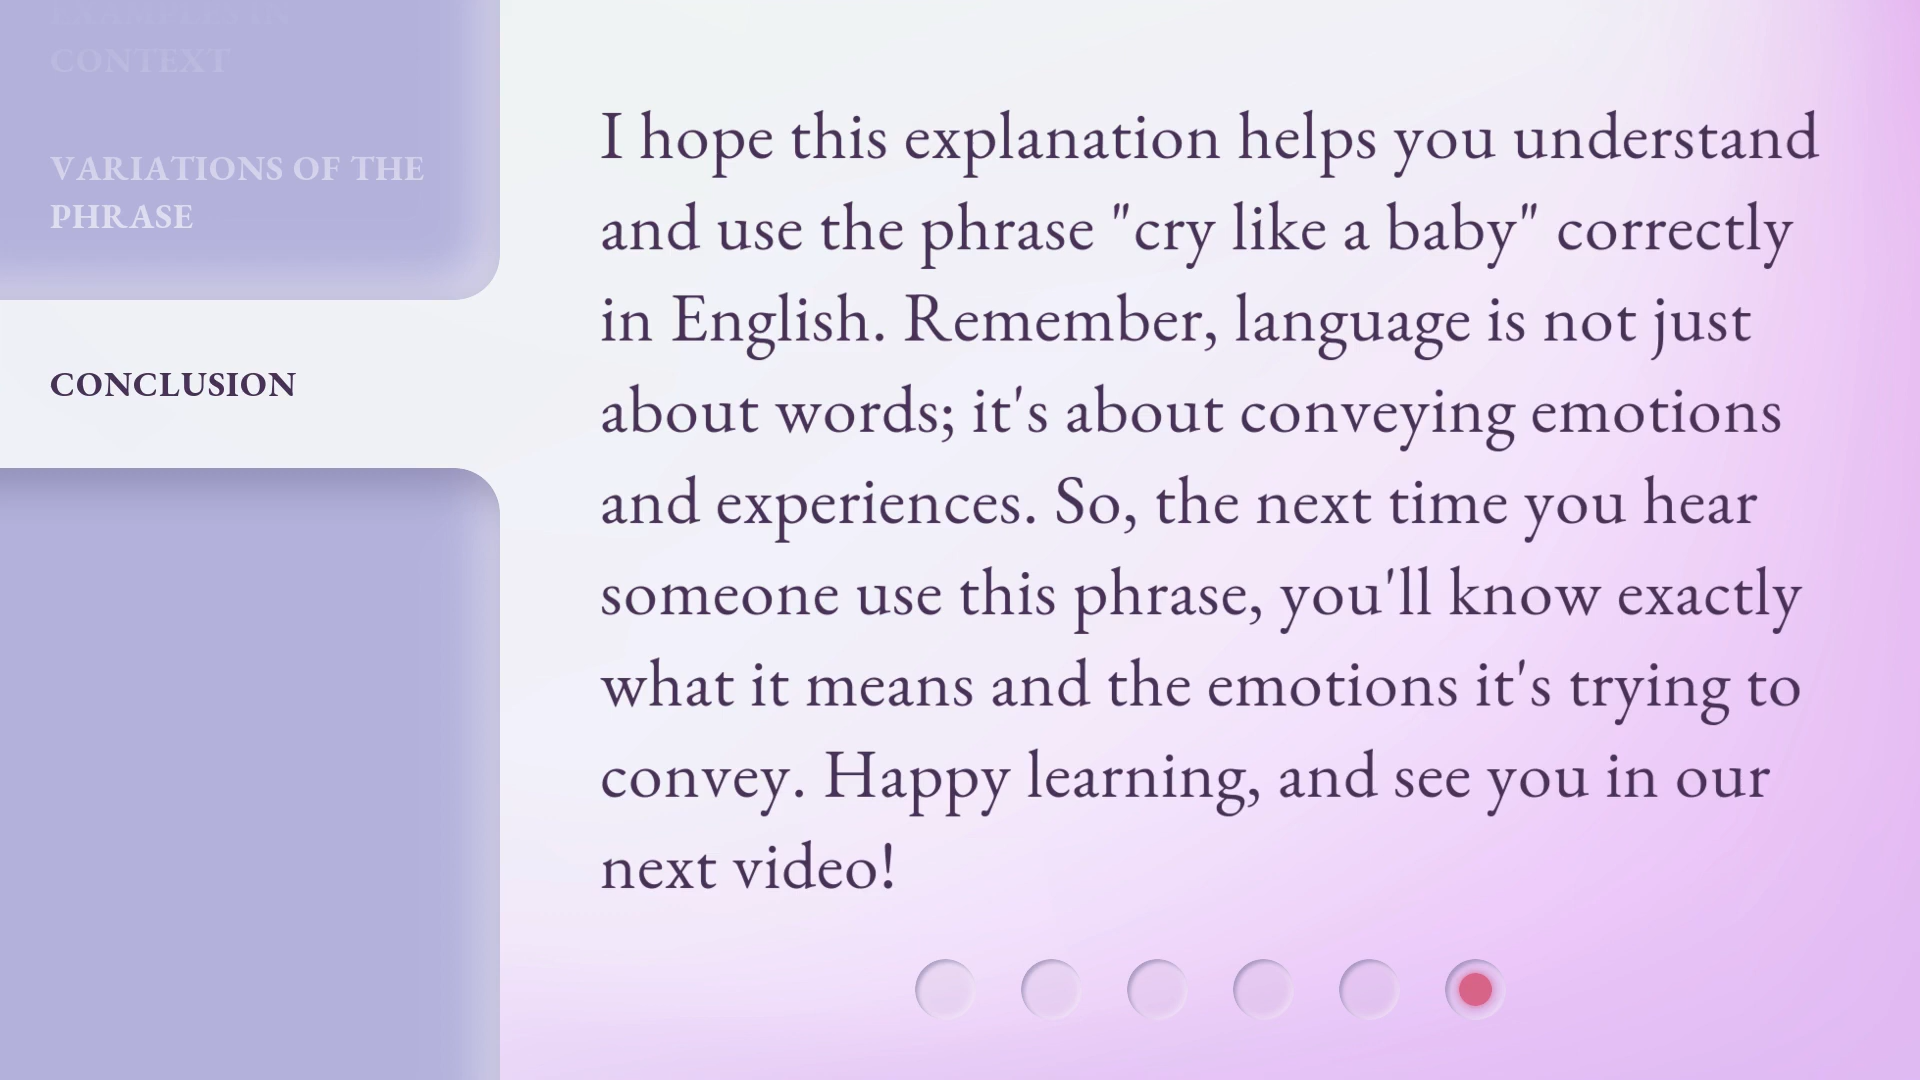 CONTEXT
VARIATIONS OF THE
PHRASE
CONCLUSION
I hope this explanation helps you understand
and use the phrase "cry like a baby" correctly
in English. Remember, language is not just
about words; it's about conveying emotions
and experiences. So, the next time you hear
someone use this phrase, you'll know exactly
what it means and the emotions it's trying to
convey. Happy learning, and see you in our
next video!